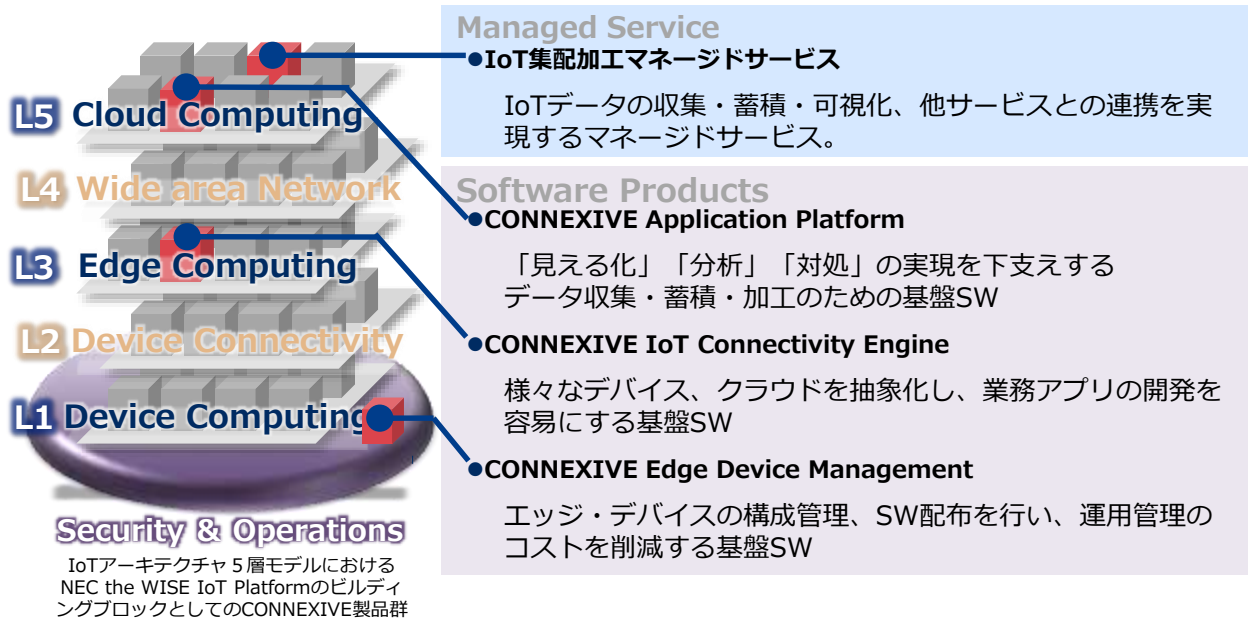 L5 Cloud Computing
L4 Wide area Network
L3 Edge Computing
L2 Device Connectivity
L1 Device Computing
Security & Operations
IoTアーキテクチャ５層モデルにおける
NEC the WISE IoT Platformのビルディ
ングブロックとしてのCONNEXIVE製品群
Managed Service
●IoT集配加工マネージドサービス
IoTデータの収集・蓄積・可視化、他サービスとの連携を実
現するマネージドサービス。
Software Products
●CONNEXIVE Application Platform
「見える化」「分析」「対処」の実現を下支えする
データ収集・蓄積・加工のための基盤SW
●CONNEXIVE IoT Connectivity Engine
様々なデバイス、クラウドを抽象化し、業務アプリの開発を
容易にする基盤SW
●CONNEXIVE Edge Device Management
エッジ・デバイスの構成管理、SW配布を行い、運用管理の
コストを削減する基盤SW